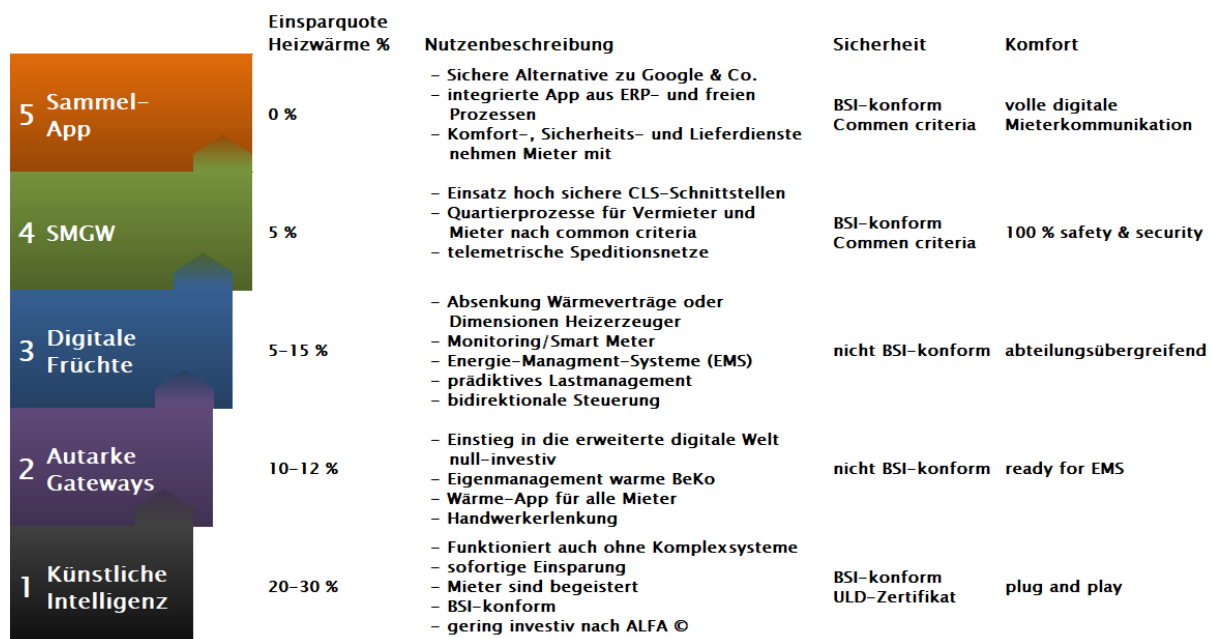 Einsparquote
Heizwärme %
Nutzenbeschreibung
Sicherheit
Komfort
5 Sammel-
App
0 %
– Sichere Alternative zu Google & Co.
– integrierte App aus ERP- und freien
Prozessen
– Komfort-, Sicherheits- und Lieferdienste
nehmen Mieter mit
BSI-konform
Commen criteria
volle digitale
Mieterkommunikation
4 SMGW
5 %
– Einsatz hoch sichere CLS-Schnittstellen
– Quartierprozesse für Vermieter und
Mieter nach common criteria
– telemetrische Speditionsnetze
BSI-konform
Commen criteria
100 % safety & security
3 Digitale
Früchte
5-15 %
– Absenkung Wärmeverträge oder
Dimensionen Heizerzeuger
– Monitoring/Smart Meter
– Energie-Managment-Systeme (EMS)
– prädiktives Lastmanagement
– bidirektionale Steuerung
nicht BSI-konform
abteilungsübergreifend
2 Autarke
Gateways
10-12 %
– Einstieg in die erweiterte digitale Welt
null-investiv
– Eigenmanagement warme BeKo
– Wärme-App für alle Mieter
– Handwerkerlenkung
nicht BSI-konform
ready for EMS
1 Künstliche
Intelligenz
20-30 %
– Funktioniert auch ohne Komplexsysteme
– sofortige Einsparung
– Mieter sind begeistert
– BSI-konform
– gering investiv nach ALFA ©
BSI-konform
ULD-Zertifikat
plug and play